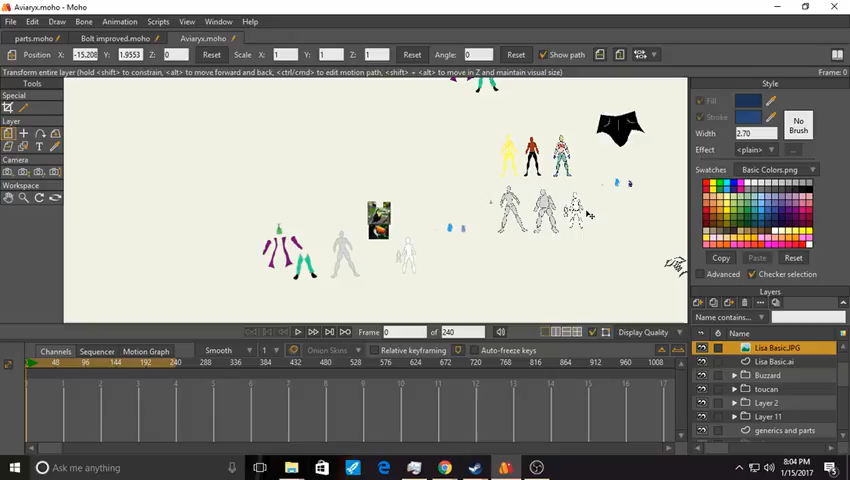 Aviaryx.moho - Moho
File Edit Draw Bone Animation Scripts View Window Help
parts.moho Bolt improved.moho Aviaryx.moho
Position X: -15.208 Y: 1.9553 Z: 0 Reset Scale X: 1 Y: 1 Z: 1 Reset Angle: 0 Reset Show path
Transform entire layer (hold <shift> to constrain, <alt> to move forward and back, <ctrl/cmd> to edit motion path, <shift> + <alt> to move in Z and maintain visual size) Frame: 0
Tools
Special
Layer
Camera
Workspace
Style
Fill
Stroke
No Brush
Width 2.70
Effect <plain> ...
Swatches Basic Colors.png
Copy Paste Reset
Advanced Checker selection
Layers
Name contains...
Name
Lisa Basic.JPG
Lisa Basic.ai
Buzzard
toucan
Layer 2
Layer 11
generics and parts
Frame 0 of 240 Display Quality
Channels Sequencer Motion Graph Smooth 1 Onion Skins Relative keyframing Auto-freeze keys
48 96 144 192 240 288 336 384 432 480 528 576 624 672 720 768 816
0 1 2 3 4 5 6 7 8 9 10 11 12 13 14 15 16 17
Ask me anything
8:04 PM
1/15/2017